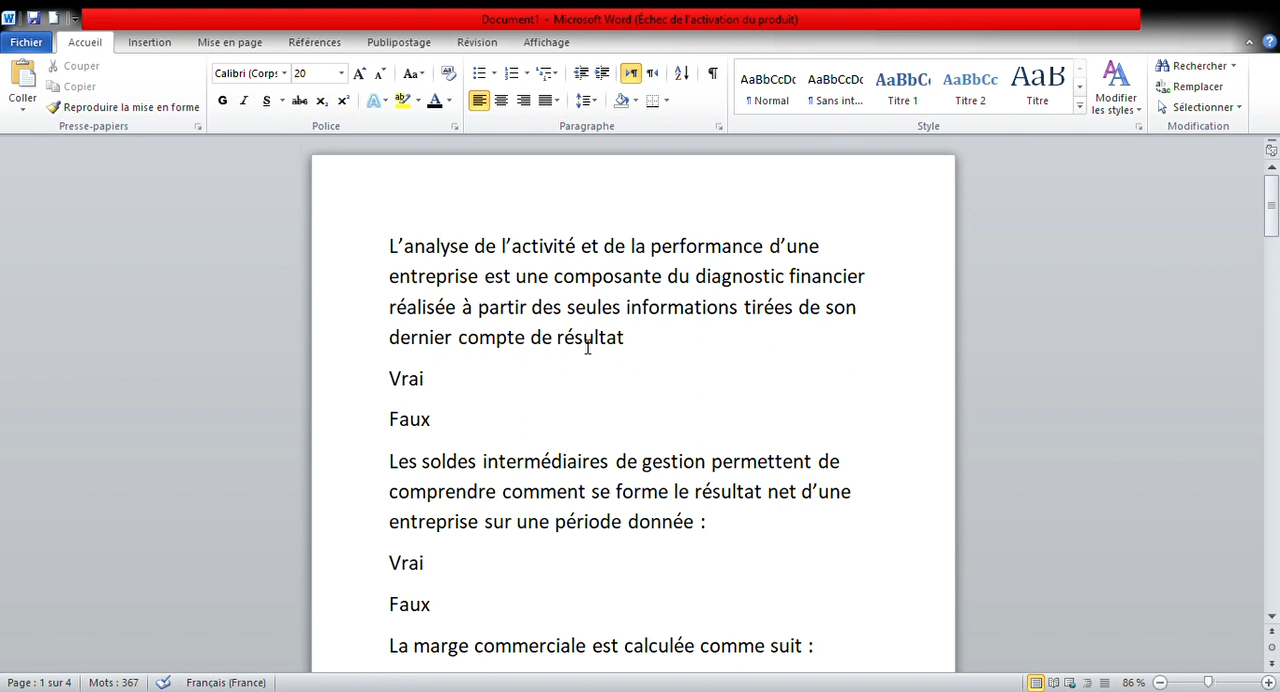 Document1 - Microsoft Word (Échec de l'activation du produit)
Fichier Accueil Insertion Mise en page Références Publipostage Révision Affichage
Coller
Couper
Copier
Reproduire la mise en forme
Presse-papiers
Calibri (Corps 20
G I S abc x₂ x²
Police
Paragraphe
AaBbCcDc AaBbCcDc AaBbC AaBbCc AaB
¶ Normal ¶ Sans int... Titre 1 Titre 2 Titre
Style
Modifier
les styles
Rechercher
Remplacer
Sélectionner
Modification
L’analyse de l’activité et de la performance d’une
entreprise est une composante du diagnostic financier
réalisée à partir des seules informations tirées de son
dernier compte de résultat
Vrai
Faux
Les soldes intermédiaires de gestion permettent de
comprendre comment se forme le résultat net d’une
entreprise sur une période donnée :
Vrai
Faux
La marge commerciale est calculée comme suit :
Page : 1 sur 4 Mots : 367 Français (France) 86 %